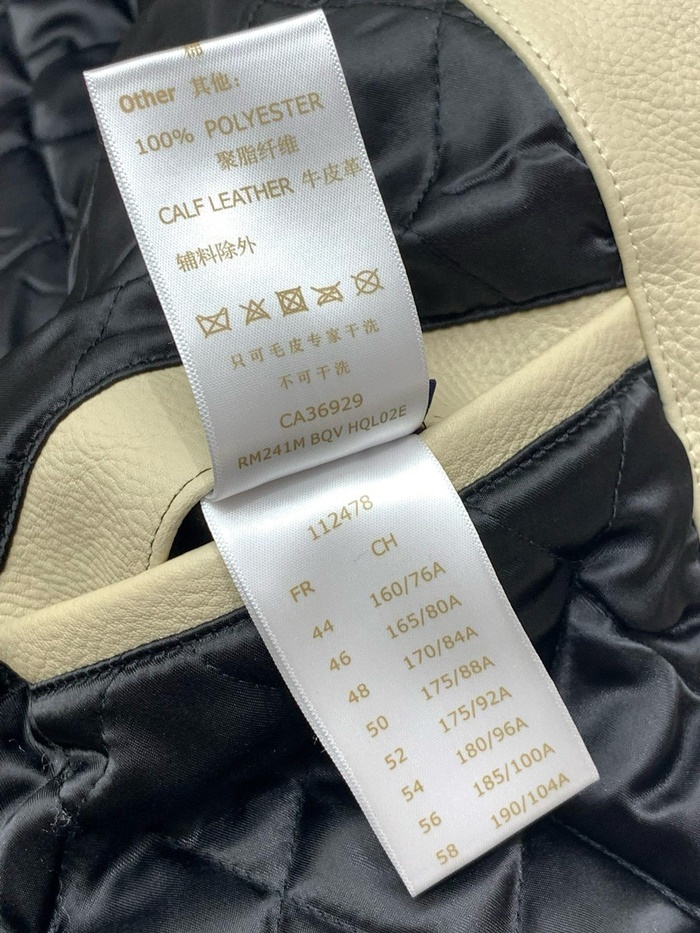 棉
Other 其他:
100% POLYESTER
聚脂纤维
CALF LEATHER 牛皮革
辅料除外
只可毛皮专家干洗
不可干洗
CA36929
RM241M BQV HQL02E
112478
FR CH
44 160/76A
46 165/80A
48 170/84A
50 175/88A
52 175/92A
54 180/96A
56 185/100A
58 190/104A